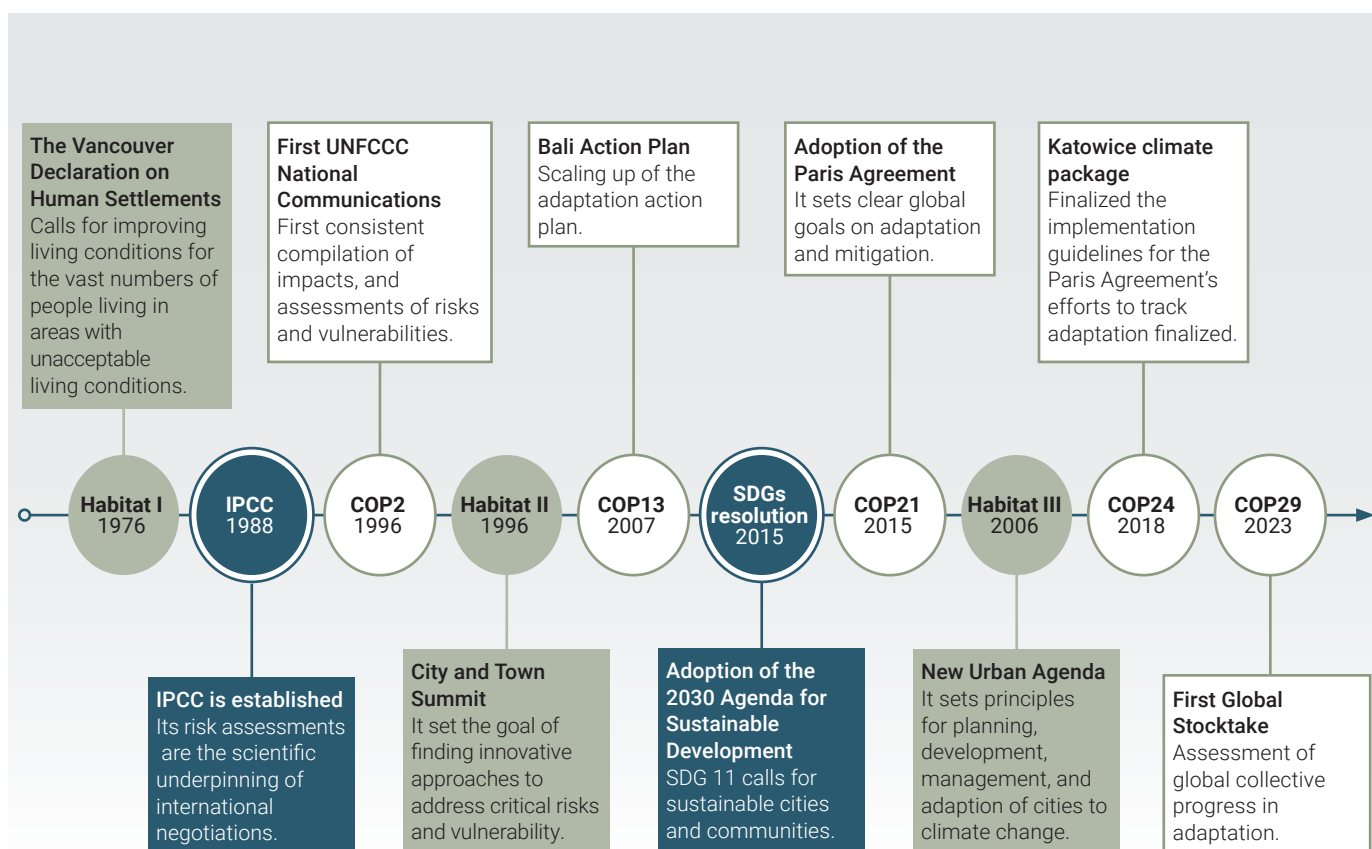 The Vancouver
Declaration on
Human Settlements
Calls for improving
living conditions for
the vast numbers of
people living in
areas with
unacceptable
living conditions.
First UNFCCC
National
Communications
First consistent
compilation of
impacts, and
assessments of risks
and vulnerabilities.
Bali Action Plan
Scaling up of the
adaptation action
plan.
Adoption of the
Paris Agreement
It sets clear global
goals on adaptation
and mitigation.
Katowice climate
package
Finalized the
implementation
guidelines for the
Paris Agreement’s
efforts to track
adaptation finalized.
Habitat I
1976
IPCC
1988
COP2
1996
Habitat II
1996
COP13
2007
SDGs
resolution
2015
COP21
2015
Habitat III
2006
COP24
2018
COP29
2023
IPCC is established
Its risk assessments
are the scientific
underpinning of
international
negotiations.
City and Town
Summit
It set the goal of
finding innovative
approaches to
address critical risks
and vulnerability.
Adoption of the
2030 Agenda for
Sustainable
Development
SDG 11 calls for
sustainable cities
and communities.
New Urban Agenda
It sets principles
for planning,
development,
management, and
adaption of cities to
climate change.
First Global
Stocktake
Assessment of
global collective
progress in
adaptation.